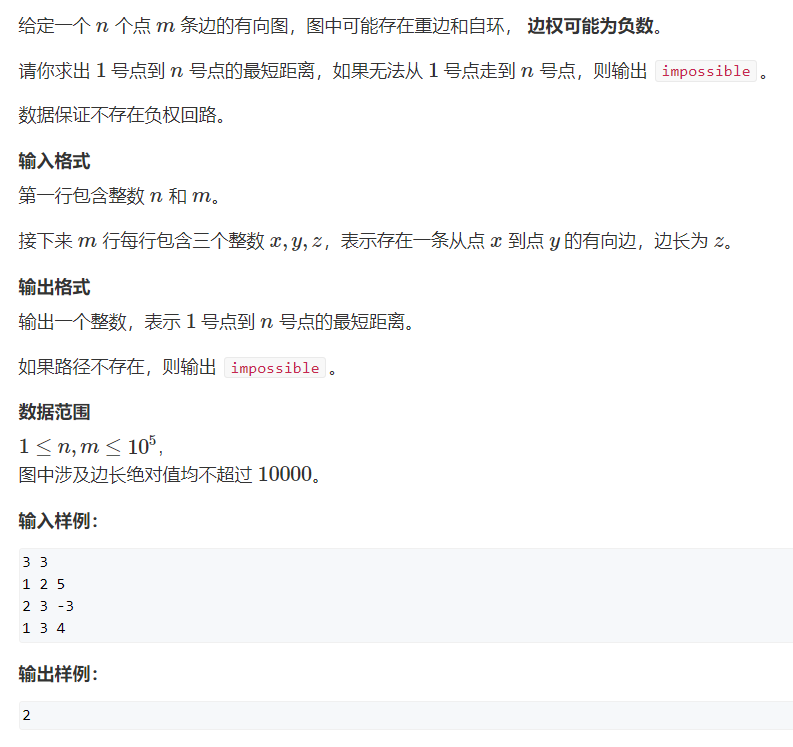 给定一个 n 个点 m 条边的有向图，图中可能存在重边和自环， 边权可能为负数。
请你求出 1 号点到 n 号点的最短距离，如果无法从 1 号点走到 n 号点，则输出 impossible 。
数据保证不存在负权回路。
输入格式
第一行包含整数 n 和 m。
接下来 m 行每行包含三个整数 x, y, z，表示存在一条从点 x 到点 y 的有向边，边长为 z。
输出格式
输出一个整数，表示 1 号点到 n 号点的最短距离。
如果路径不存在，则输出 impossible 。
数据范围
1 ≤ n, m ≤ 10⁵,
图中涉及边长绝对值均不超过 10000。
输入样例：
3 3
1 2 5
2 3 -3
1 3 4
输出样例：
2